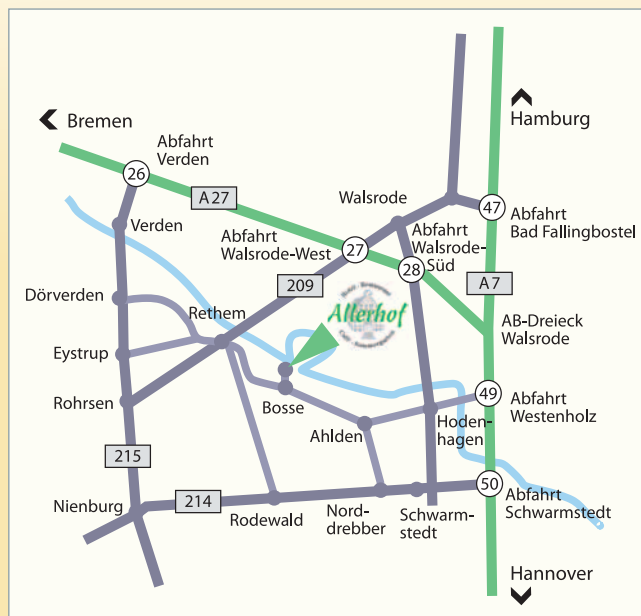 Bremen
Hamburg
Abfahrt
Verden
26
A 27
Verden
Walsrode
47
Abfahrt
Bad Fallingbostel
Abfahrt
Walsrode-West
27
Abfahrt
Walsrode-
Süd
28
209
A 7
Dörverden
Rethem
Allerhof
AB-Dreieck
Walsrode
Eystrup
Rohrsen
Bosse
49
Abfahrt
Westenholz
Ahlden
Hoden-
hagen
215
214
50
Abfahrt
Schwarmstedt
Nienburg
Rodewald
Nord-
drebber
Schwarm-
stedt
Hannover